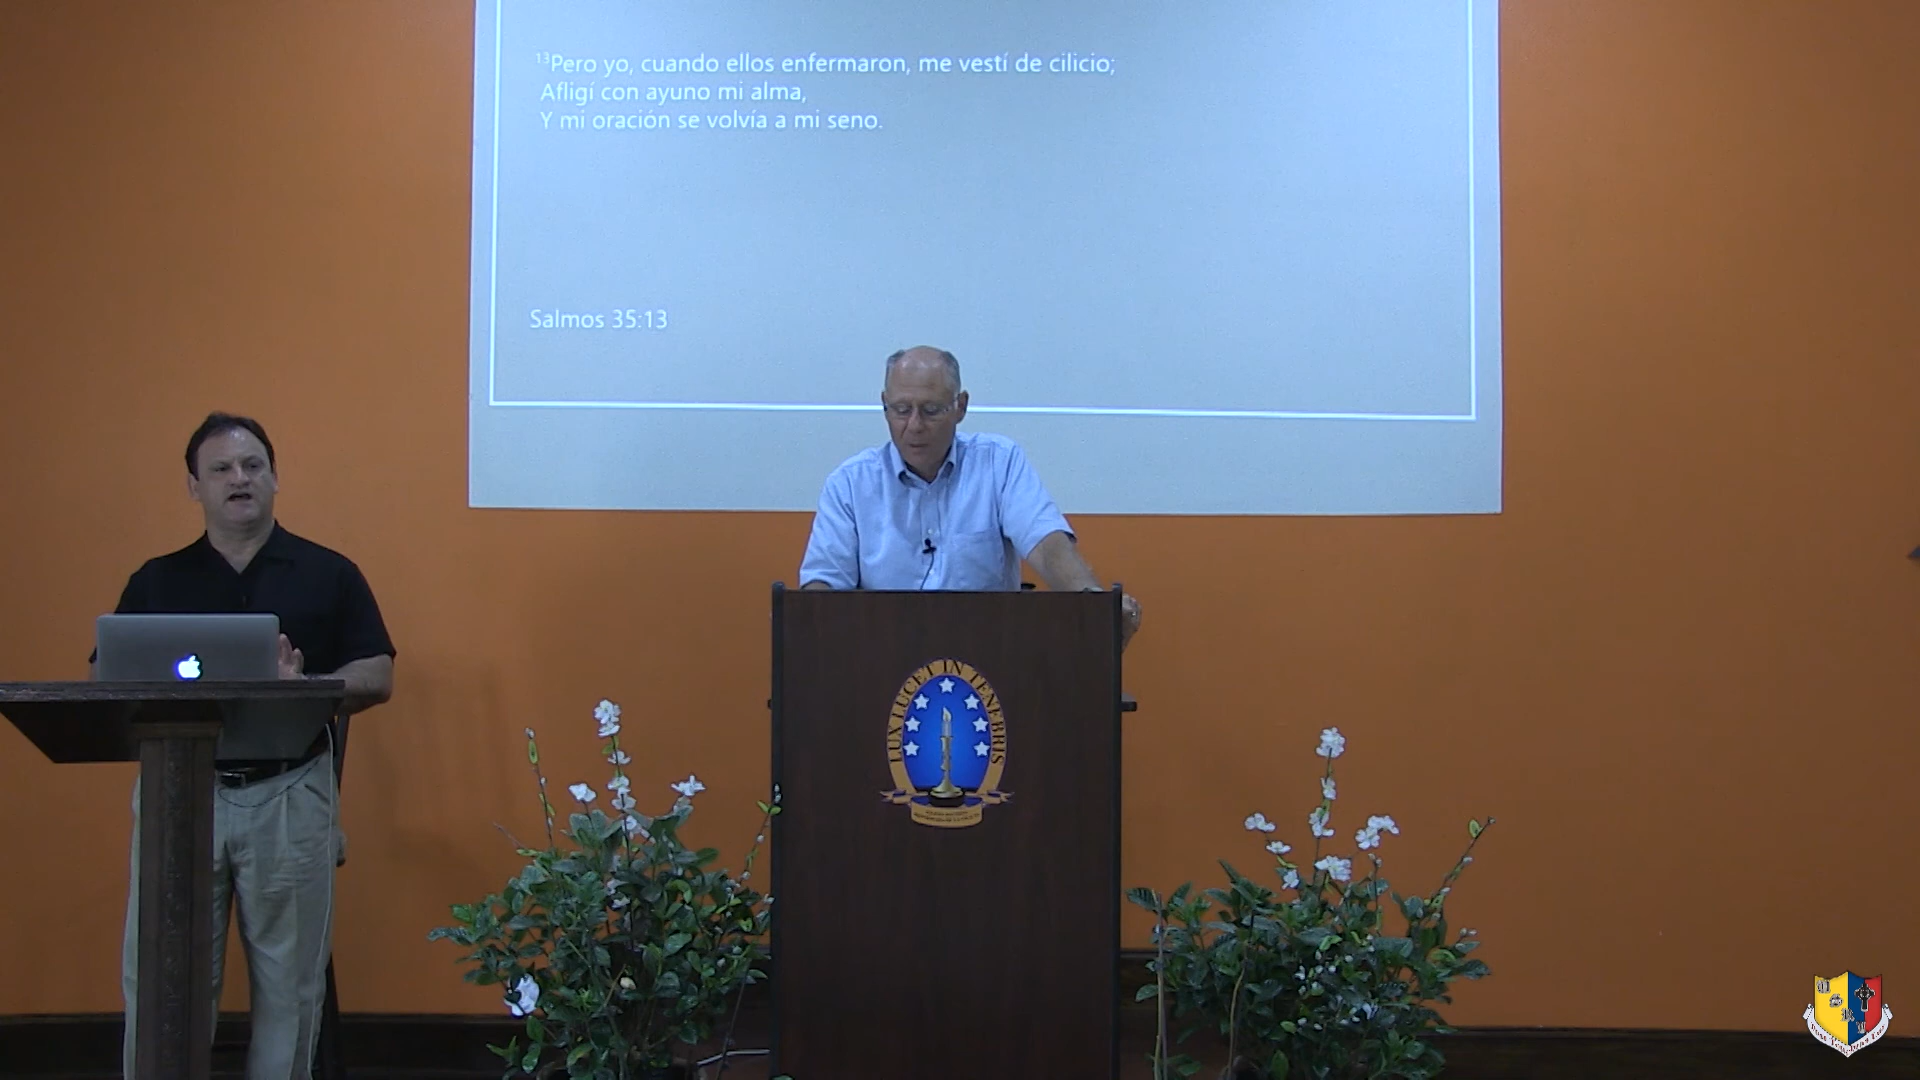 ¹³Pero yo, cuando ellos enfermaron, me vestí de cilicio;
Afligí con ayuno mi alma,
Y mi oración se volvía a mi seno.
Salmos 35:13
LUX LUCET IN TENEBRIS